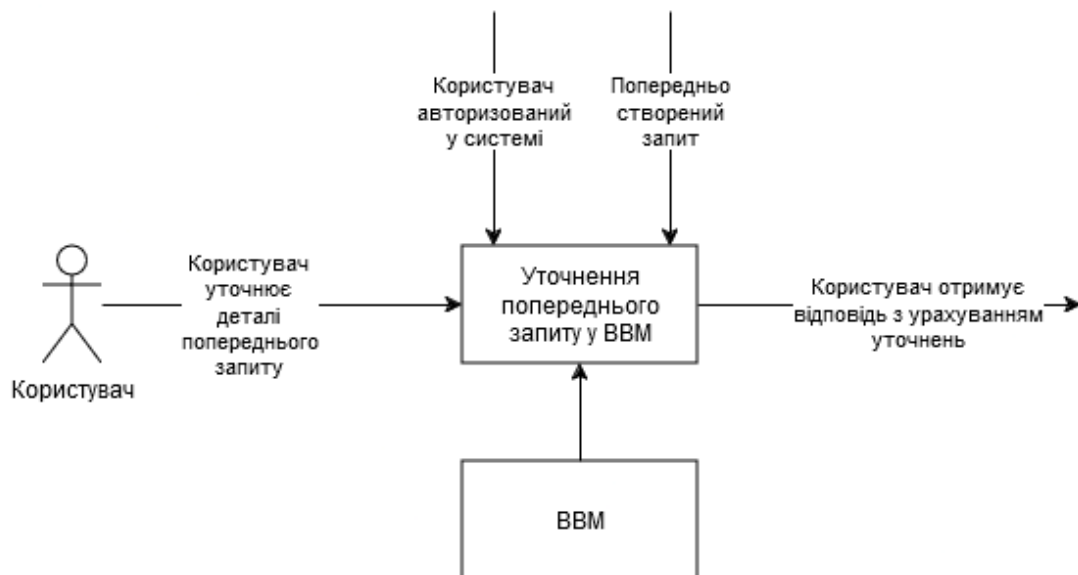 Користувач
авторизований
у системі
Попередньо
створений
запит
Користувач
уточнює
деталі
попереднього
запиту
Користувач
Уточнення
попереднього
запиту у ВВМ
Користувач отримує
відповідь з урахуванням
уточнень
ВВМ